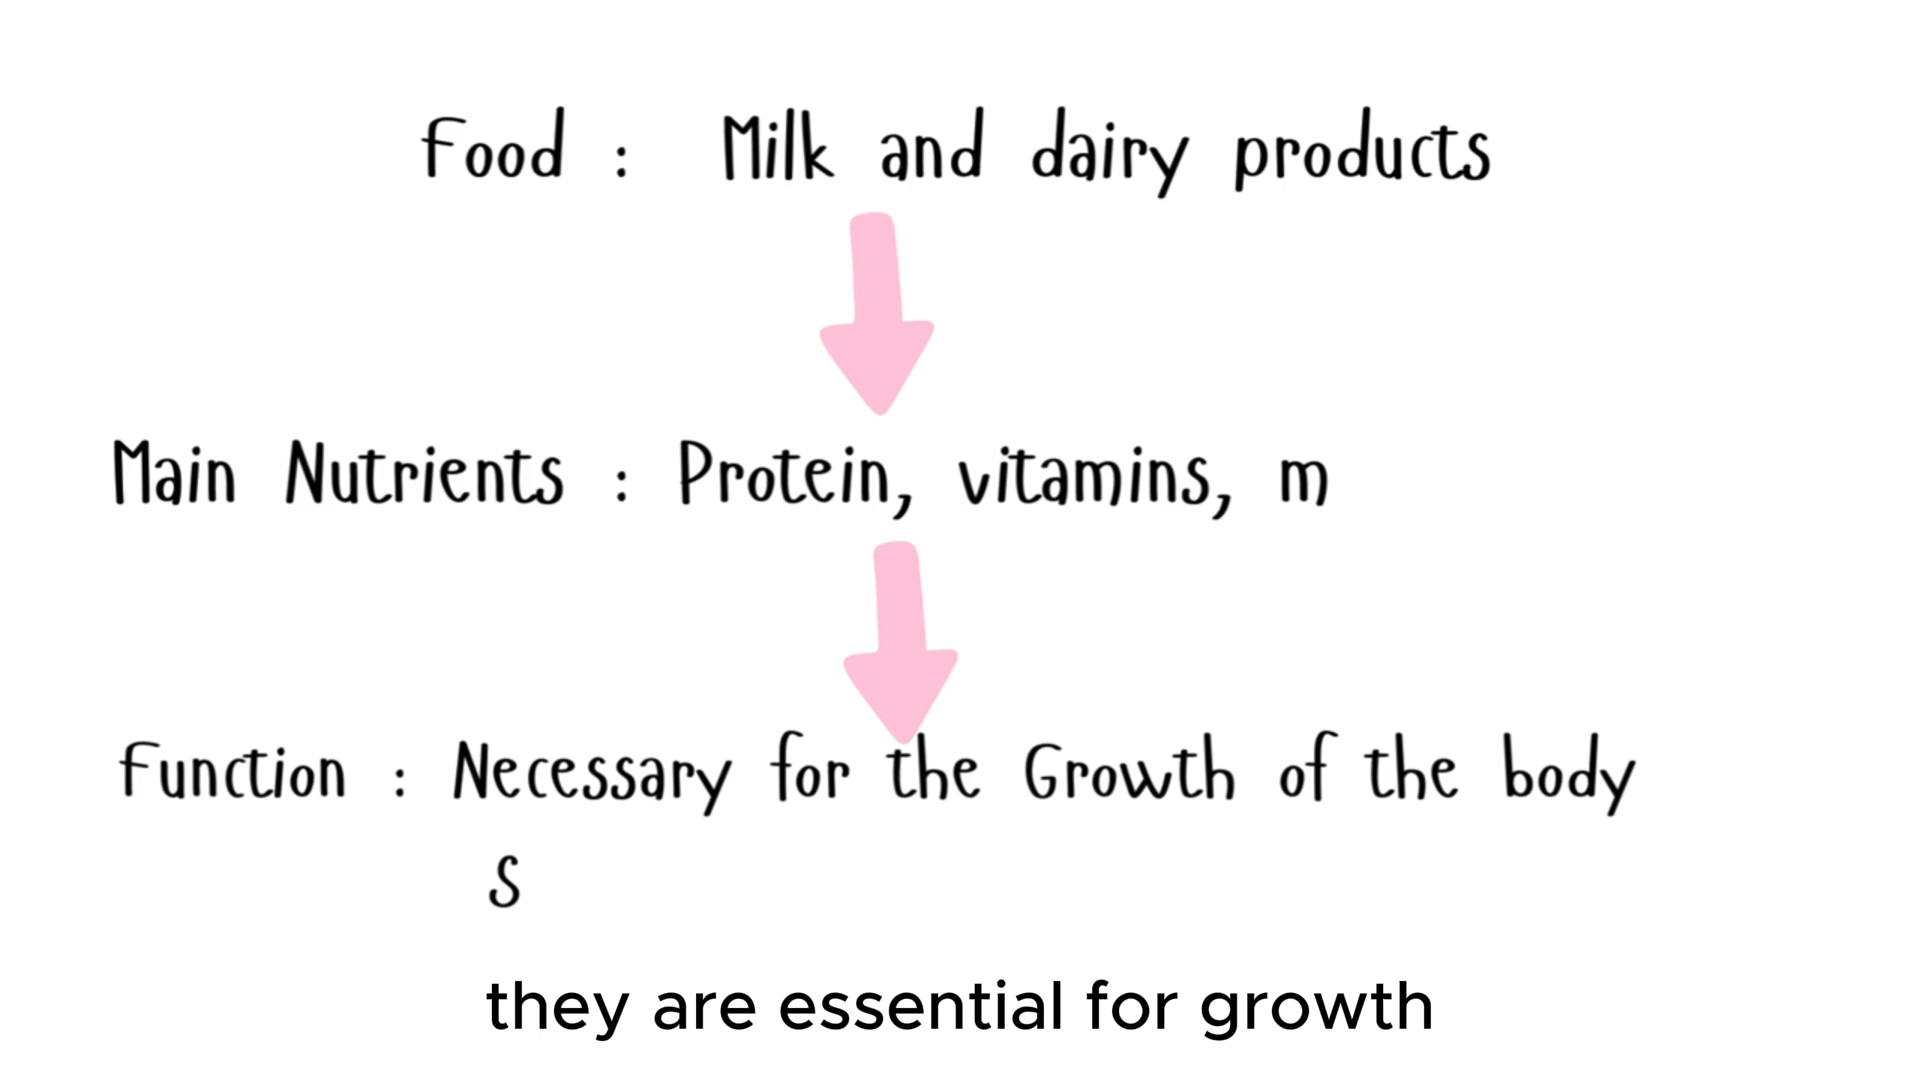 Food : Milk and dairy products
Main Nutrients : Protein, vitamins, m
Function : Necessary for the Growth of the body
s
they are essential for growth